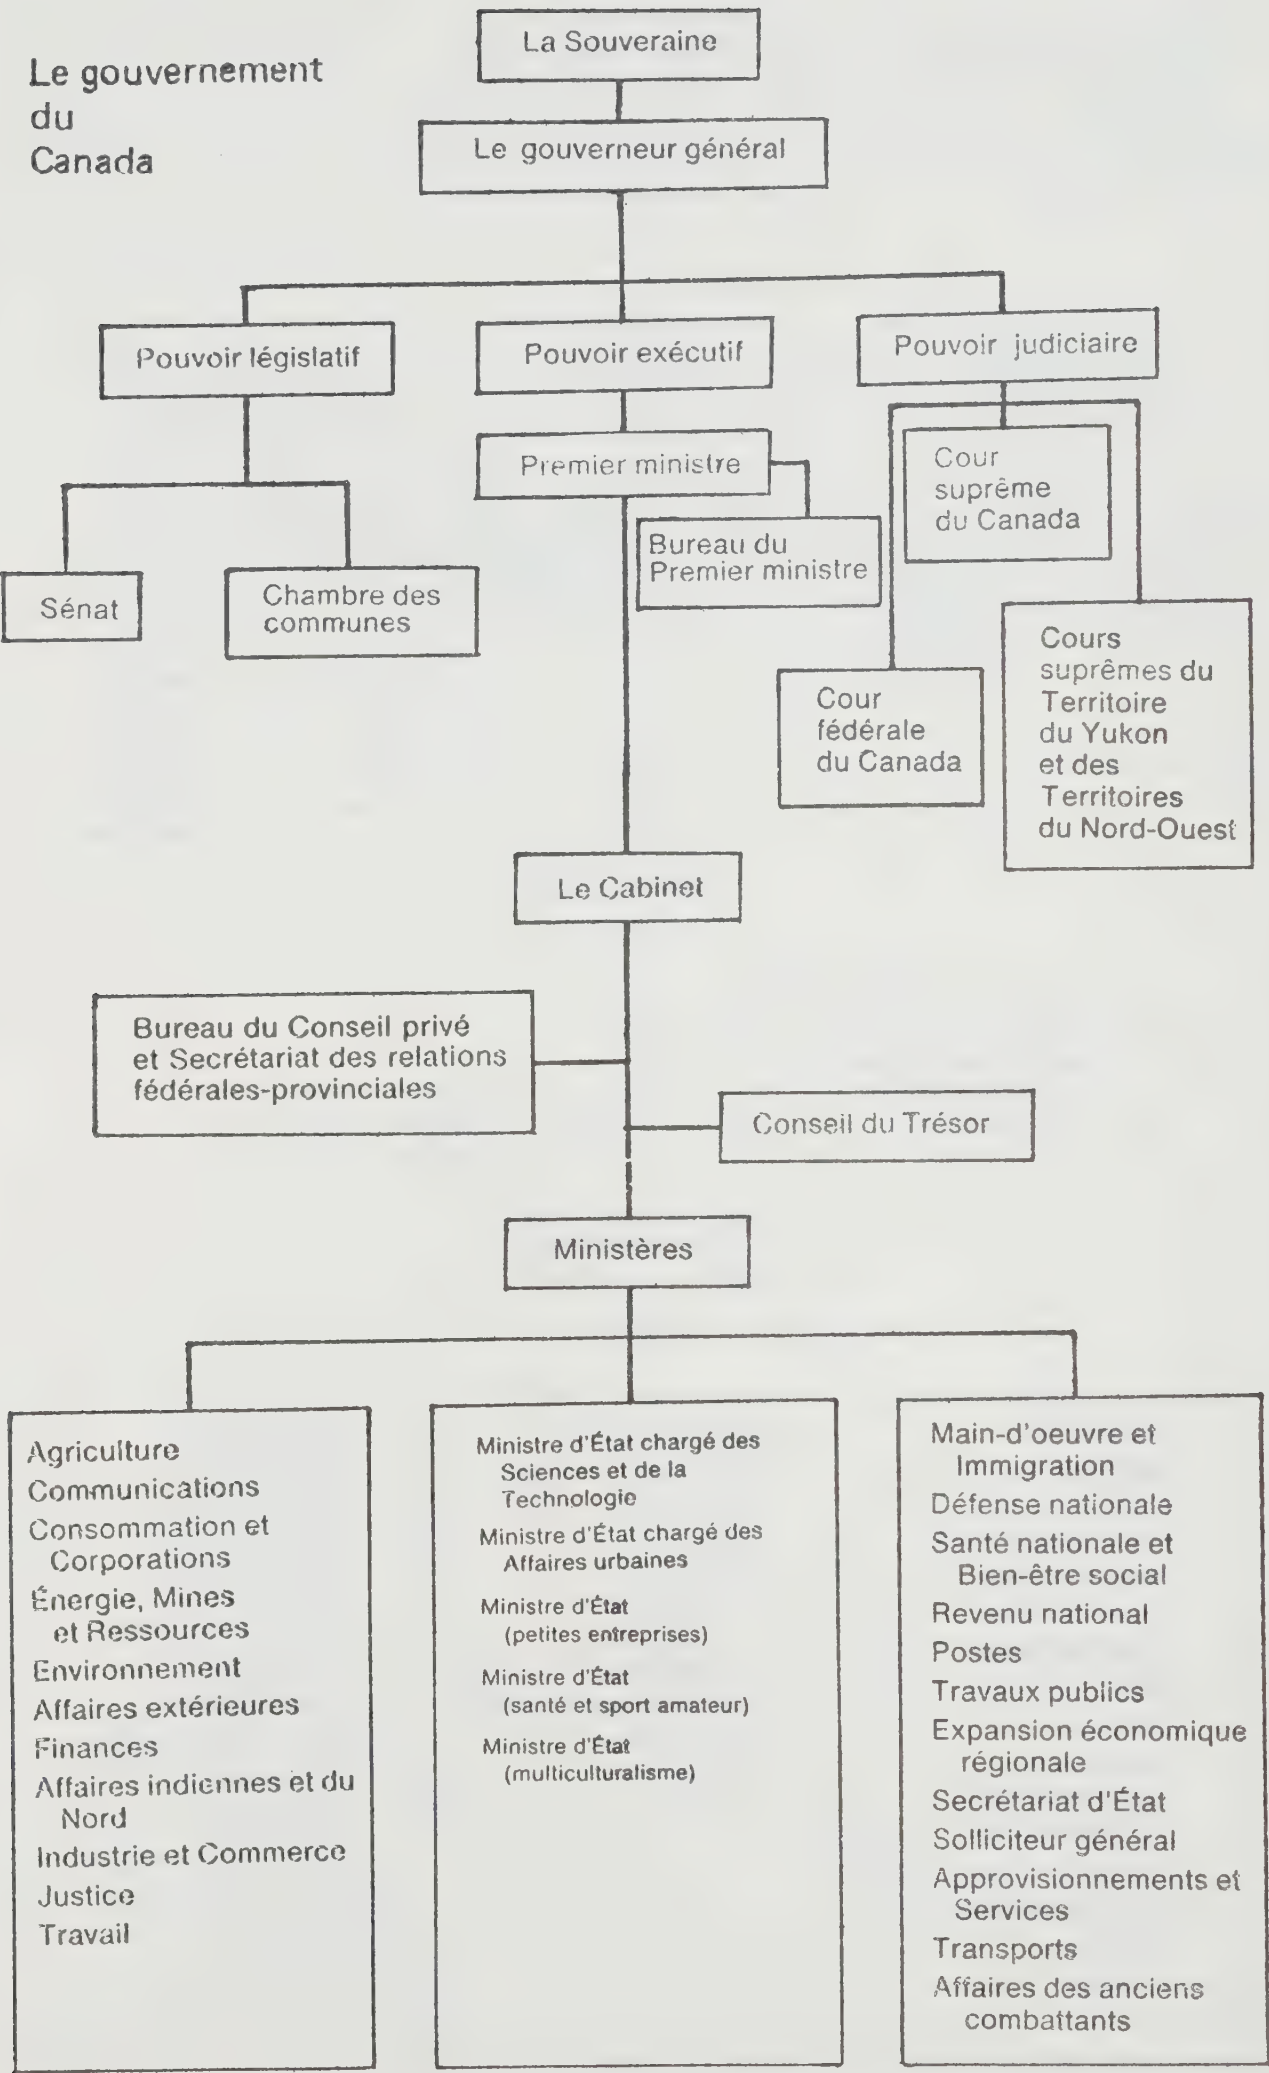 Le gouvernement
du
Canada
La Souveraine
Le gouverneur général
Pouvoir législatif
Pouvoir exécutif
Pouvoir judiciaire
Premier ministre
Bureau du
Premier ministre
Cour
suprême
du Canada
Sénat
Chambre des
communes
Cour
fédérale
du Canada
Cours
suprêmes du
Territoire
du Yukon
et des
Territoires
du Nord-Ouest
Le Cabinet
Bureau du Conseil privé
et Secrétariat des relations
fédérales-provinciales
Conseil du Trésor
Ministères
Agriculture
Communications
Consommation et
Corporations
Énergie, Mines
et Ressources
Environnement
Affaires extérieures
Finances
Affaires indiennes et du
Nord
Industrie et Commerce
Justice
Travail
Ministre d'État chargé des
Sciences et de la
Technologie
Ministre d'État chargé des
Affaires urbaines
Ministre d'État
(petites entreprises)
Ministre d'État
(santé et sport amateur)
Ministre d'État
(multiculturalisme)
Main-d'oeuvre et
Immigration
Défense nationale
Santé nationale et
Bien-être social
Revenu national
Postes
Travaux publics
Expansion économique
régionale
Secrétariat d'État
Solliciteur général
Approvisionnements et
Services
Transports
Affaires des anciens
combattants